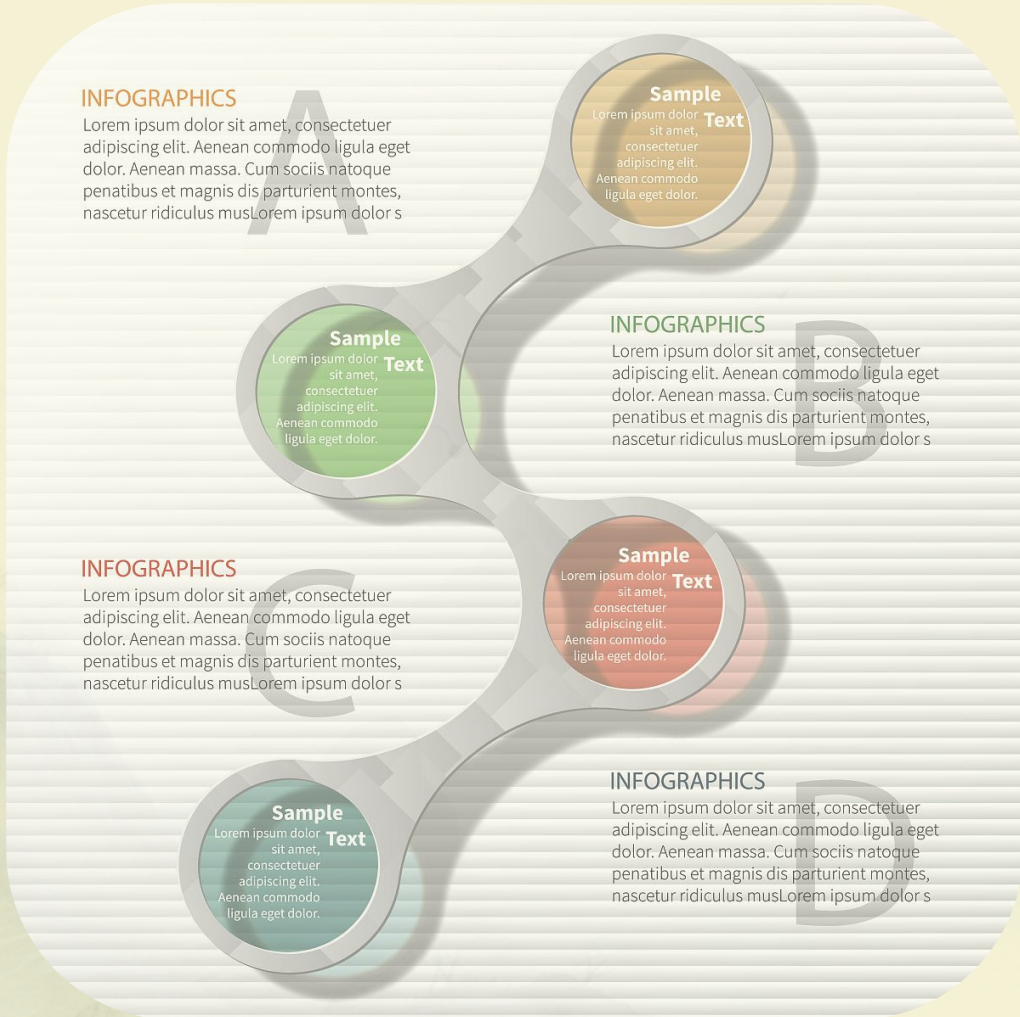 INFOGRAPHICS
A
Lorem ipsum dolor sit amet, consectetuer
adipiscing elit. Aenean commodo ligula eget
dolor. Aenean massa. Cum sociis natoque
penatibus et magnis dis parturient montes,
nascetur ridiculus musLorem ipsum dolor s
Sample
Text
Lorem ipsum dolor
sit amet,
consectetuer
adipiscing elit.
Aenean commodo
ligula eget dolor.
Sample
Text
Lorem ipsum dolor
sit amet,
consectetuer
adipiscing elit.
Aenean commodo
ligula eget dolor.
INFOGRAPHICS
B
Lorem ipsum dolor sit amet, consectetuer
adipiscing elit. Aenean commodo ligula eget
dolor. Aenean massa. Cum sociis natoque
penatibus et magnis dis parturient montes,
nascetur ridiculus musLorem ipsum dolor s
INFOGRAPHICS
C
Lorem ipsum dolor sit amet, consectetuer
adipiscing elit. Aenean commodo ligula eget
dolor. Aenean massa. Cum sociis natoque
penatibus et magnis dis parturient montes,
nascetur ridiculus musLorem ipsum dolor s
Sample
Text
Lorem ipsum dolor
sit amet,
consectetuer
adipiscing elit.
Aenean commodo
ligula eget dolor.
Sample
Text
Lorem ipsum dolor
sit amet,
consectetuer
adipiscing elit.
Aenean commodo
ligula eget dolor.
INFOGRAPHICS
D
Lorem ipsum dolor sit amet, consectetuer
adipiscing elit. Aenean commodo ligula eget
dolor. Aenean massa. Cum sociis natoque
penatibus et magnis dis parturient montes,
nascetur ridiculus musLorem ipsum dolor s